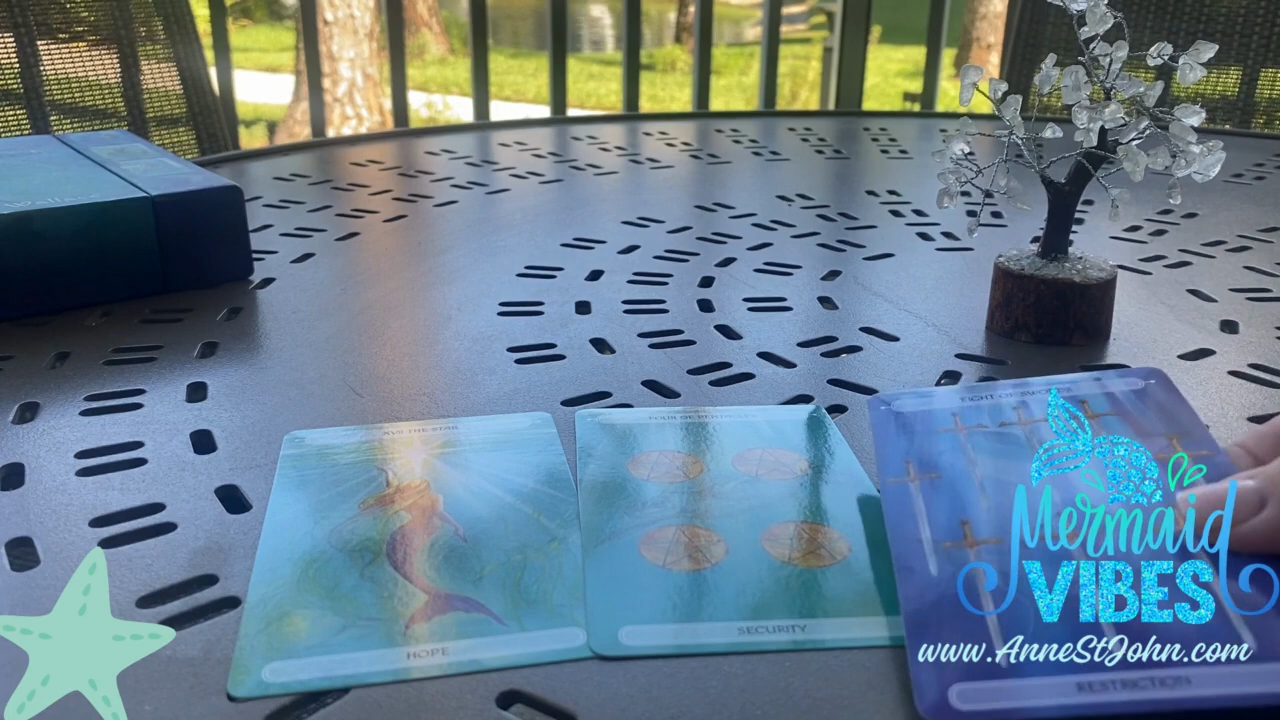 XVII THE STAR
HOPE
FOUR OF PENTACLES
SECURITY
EIGHT OF SWORDS
RESTRICTION
Mermaid
VIBES
www.AnneStJohn.com